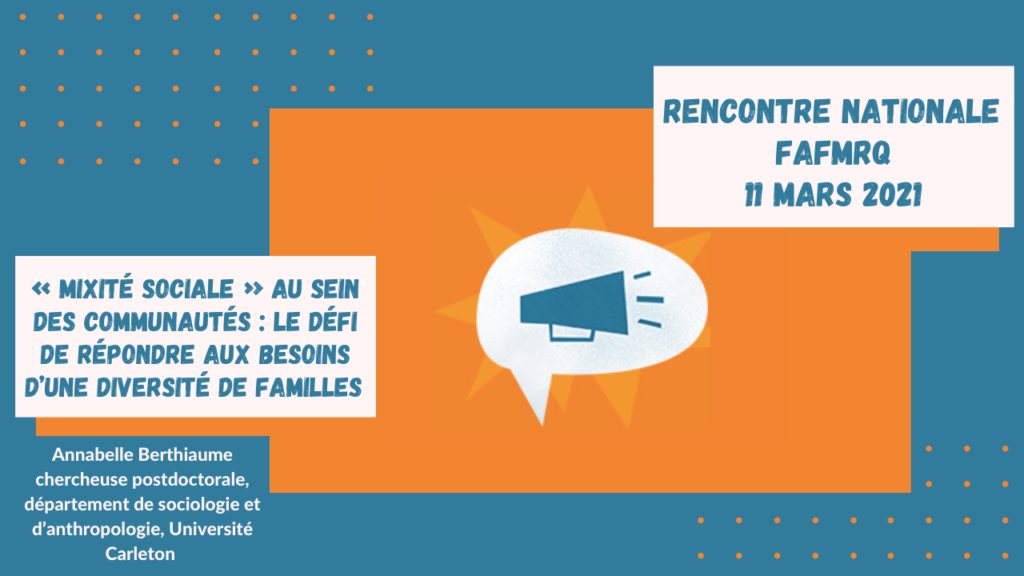 RENCONTRE NATIONALE
FAFMRQ
11 MARS 2021
« MIXITÉ SOCIALE » AU SEIN
DES COMMUNAUTÉS : LE DÉFI
DE RÉPONDRE AUX BESOINS
D'UNE DIVERSITÉ DE FAMILLES
Annabelle Berthiaume
chercheuse postdoctorale,
département de sociologie et
d'anthropologie, Université
Carleton